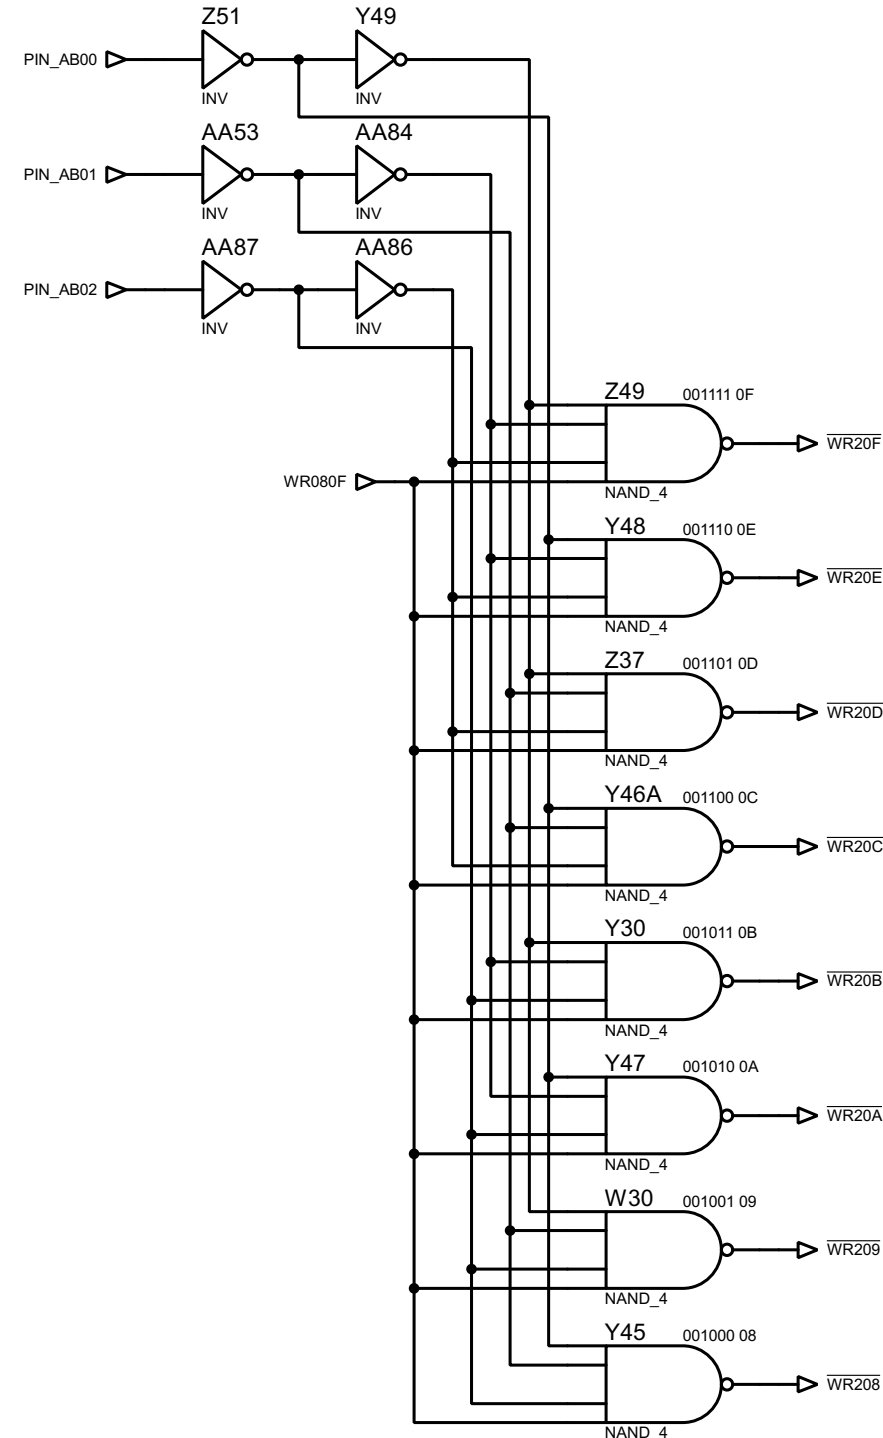 Z51
Y49
PIN_AB00
INV
INV
AA53
AA84
PIN_AB01
INV
INV
AA87
AA86
PIN_AB02
INV
INV
Z49
001111 0F
WR20F
WR080F
NAND_4
Y48
001110 0E
WR20E
NAND_4
Z37
001101 0D
WR20D
NAND_4
Y46A
001100 0C
WR20C
NAND_4
Y30
001011 0B
WR20B
NAND_4
Y47
001010 0A
WR20A
NAND_4
W30
001001 09
WR209
NAND_4
Y45
001000 08
WR208
NAND_4